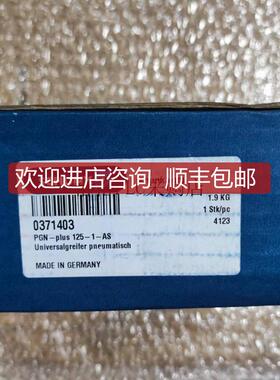 欢迎进店咨询 顺丰包邮
1.9 KG
1 Stk/pc
4123
0371403
PGN-plus 125-1-AS
Universalgreifer pneumatisch
MADE IN GERMANY